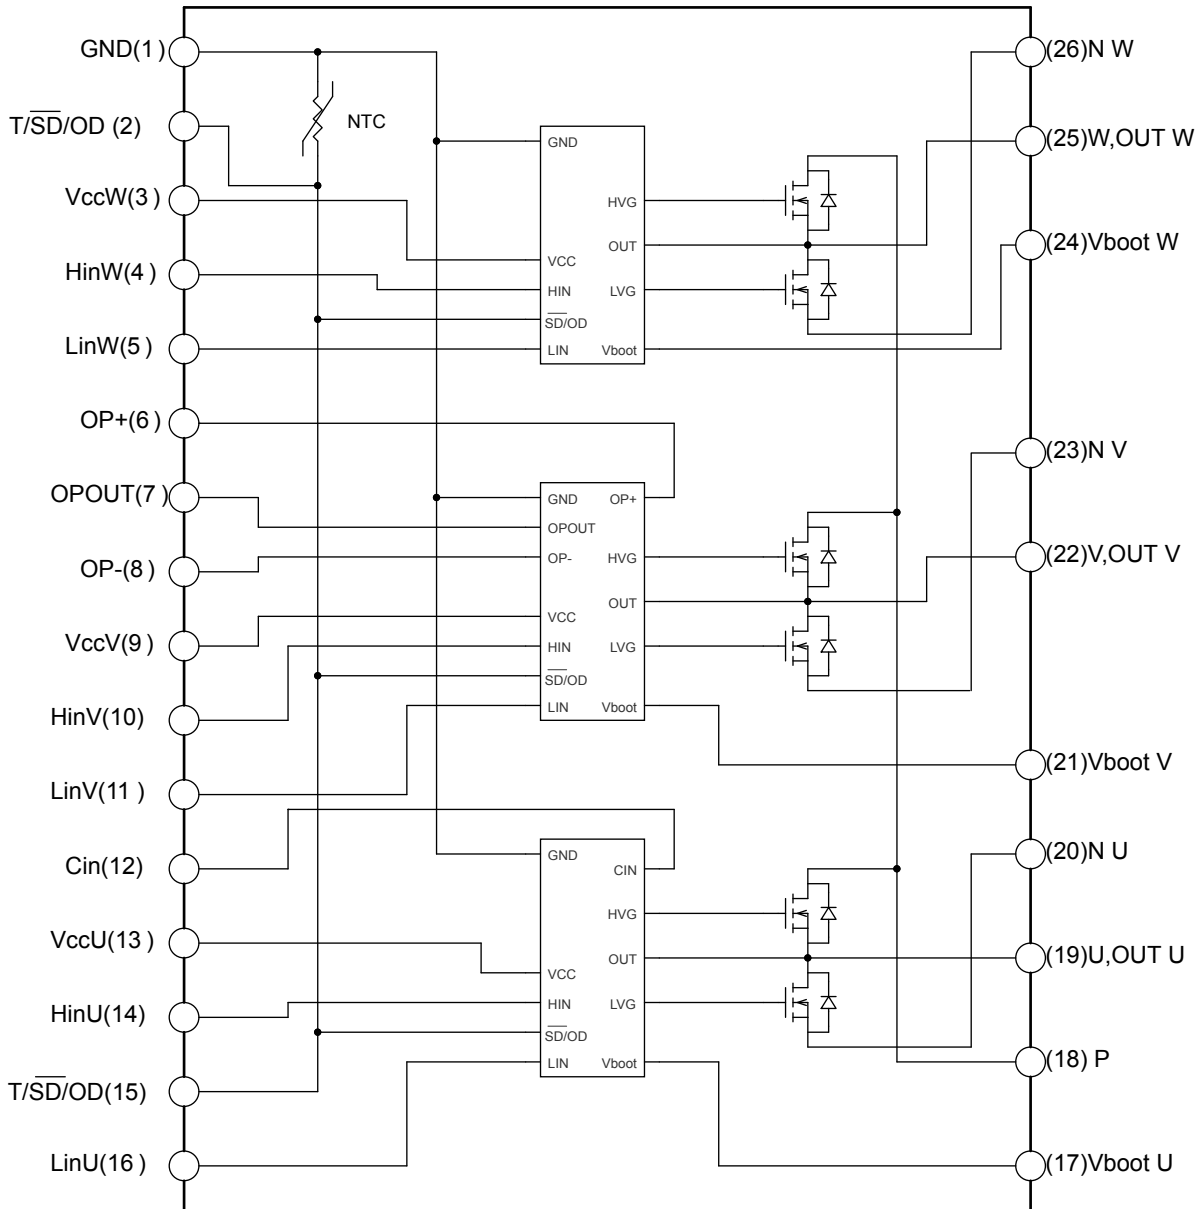 GND(1)
T/SD/OD (2)
VccW(3)
HinW(4)
LinW(5)
OP+(6)
OPOUT(7)
OP-(8)
VccV(9)
HinV(10)
LinV(11)
Cin(12)
VccU(13)
HinU(14)
T/SD/OD(15)
LinU(16)
NTC
GND
HVG
OUT
VCC
HIN
LVG
SD/OD
LIN
Vboot
GND
OP+
OPOUT
OP-
HVG
OUT
VCC
HIN
LVG
SD/OD
LIN
Vboot
GND
CIN
HVG
OUT
VCC
HIN
LVG
SD/OD
LIN
Vboot
(26)N W
(25)W,OUT W
(24)Vboot W
(23)N V
(22)V,OUT V
(21)Vboot V
(20)N U
(19)U,OUT U
(18) P
(17)Vboot U